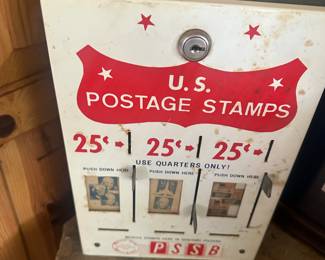 U.S.
POSTAGE STAMPS
25¢ 25¢ 25¢
USE QUARTERS ONLY!
PUSH DOWN HERE PUSH DOWN HERE PUSH DOWN HERE
PSSB